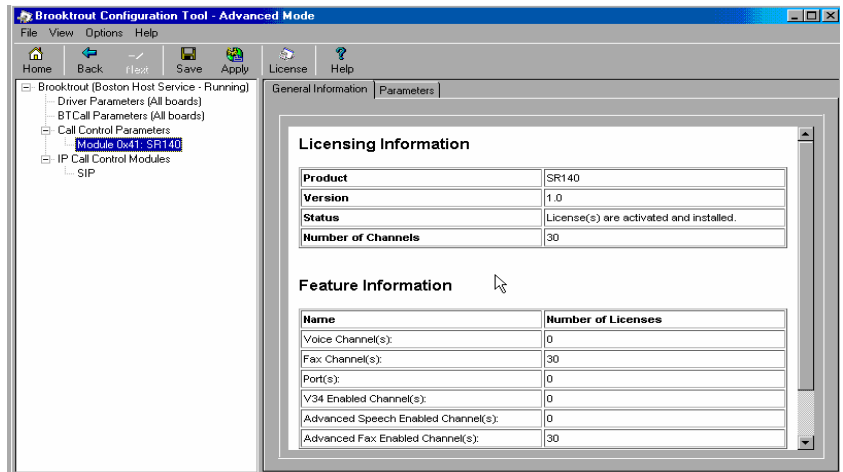 Brooktrout Configuration Tool - Advanced Mode
File View Options Help
Home Back Next Save Apply License Help
Brooktrout (Boston Host Service - Running)
Driver Parameters (All boards)
BTCall Parameters (All boards)
Call Control Parameters
Module 0x41: SR140
IP Call Control Modules
SIP
General Information Parameters
Licensing Information
Product SR140
Version 1.0
Status License(s) are activated and installed.
Number of Channels 30
Feature Information
Name Number of Licenses
Voice Channel(s): 0
Fax Channel(s): 30
Port(s): 0
V34 Enabled Channel(s): 0
Advanced Speech Enabled Channel(s): 0
Advanced Fax Enabled Channel(s): 30